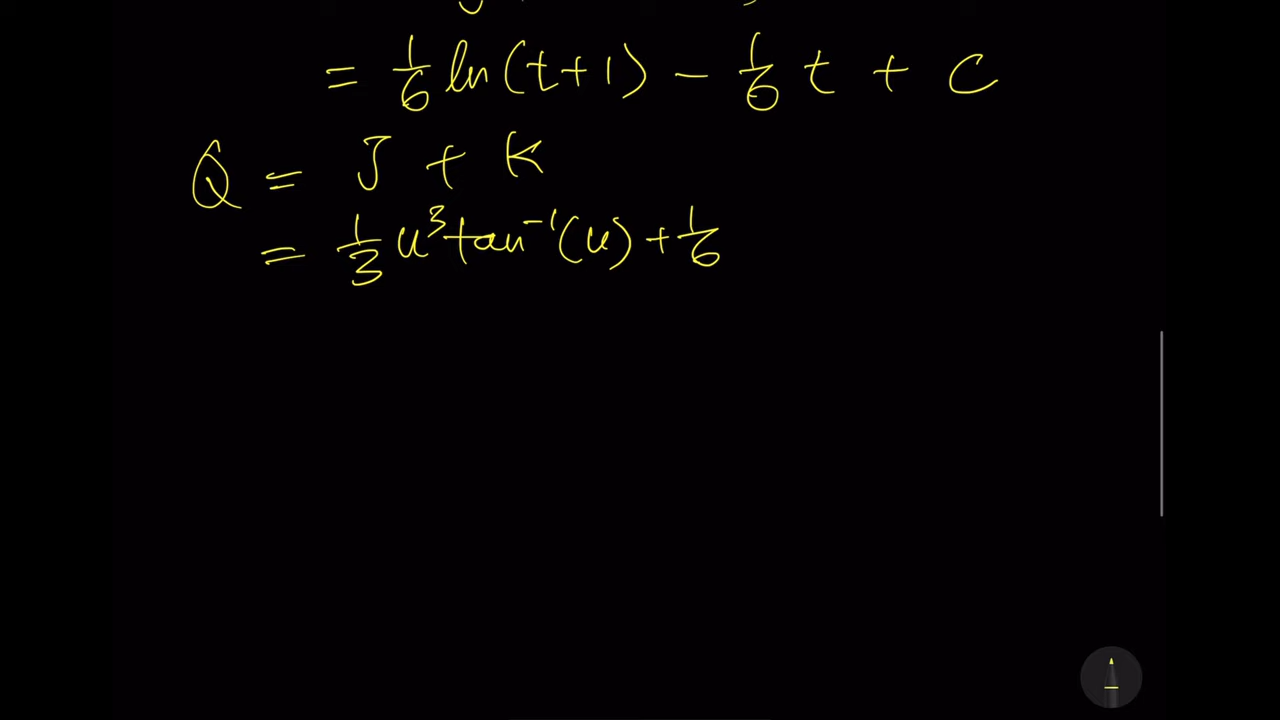 = 1/6 ln(t+1) - 1/6 t + C
Q = J + K
= 1/3 u³ tan⁻¹(u) + 1/6